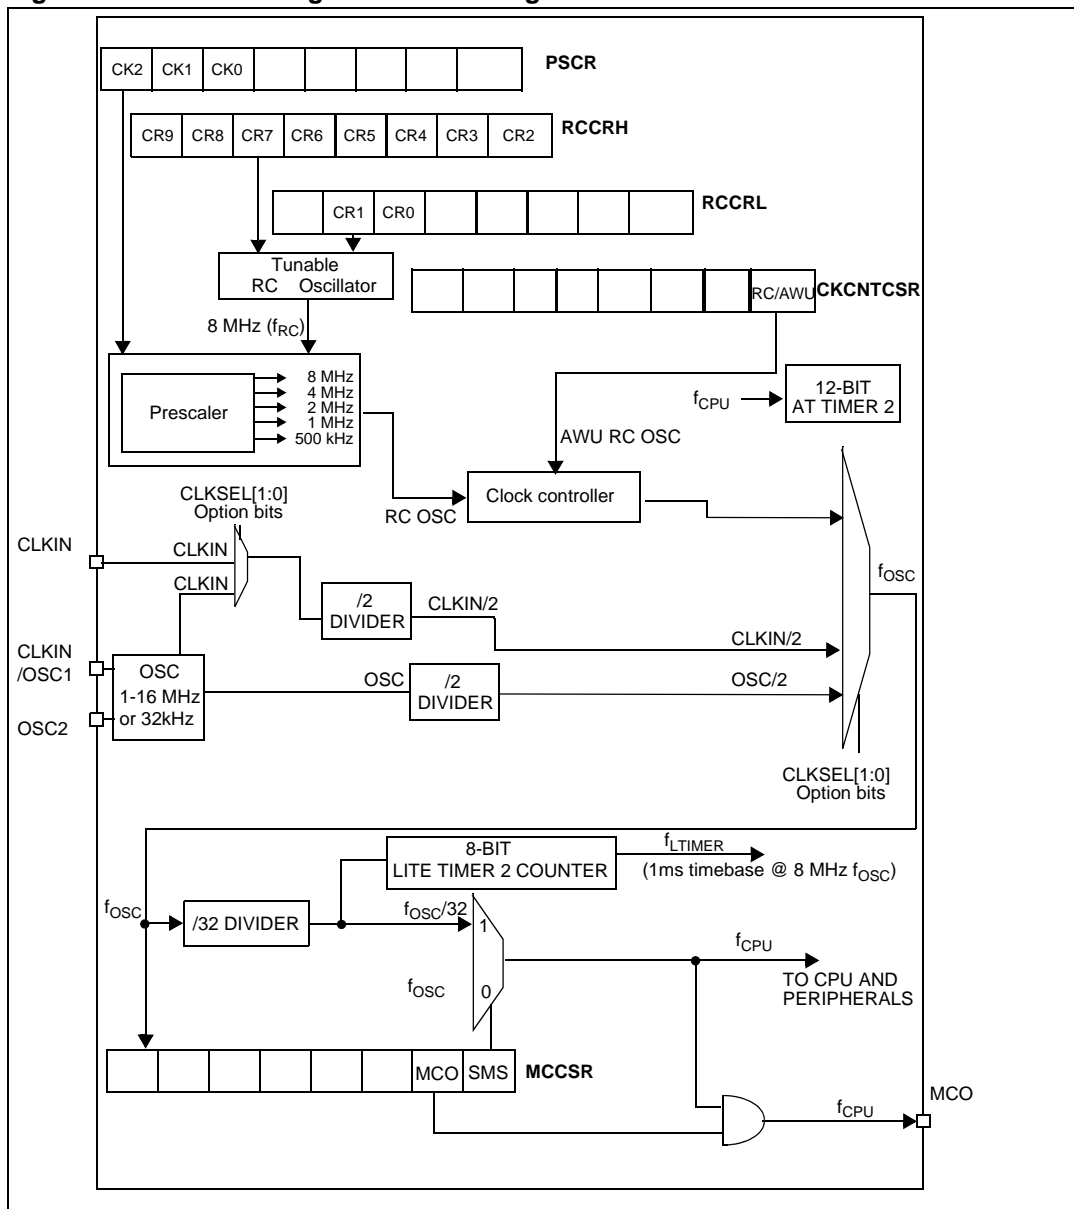 CK2 CK1 CK0 PSCR
CR9 CR8 CR7 CR6 CR5 CR4 CR3 CR2 RCCRH
CR1 CR0 RCCRL
Tunable
RC Oscillator
RC/AWU CKCNTCSR
8 MHz (fRC)
8 MHz
4 MHz
2 MHz
1 MHz
500 kHz
Prescaler
fCPU
12-BIT
AT TIMER 2
AWU RC OSC
Clock controller
RC OSC
CLKSEL[1:0]
Option bits
CLKIN
CLKIN
CLKIN
/2
DIVIDER
CLKIN/2
CLKIN/2
fOSC
CLKIN
/OSC1
OSC2
OSC
1-16 MHz
or 32kHz
OSC
/2
DIVIDER
OSC/2
CLKSEL[1:0]
Option bits
8-BIT
LITE TIMER 2 COUNTER
fLTIMER
(1ms timebase @ 8 MHz fOSC)
fOSC
/32 DIVIDER
fOSC/32
1
fOSC
0
fCPU
TO CPU AND
PERIPHERALS
MCO SMS MCCSR
fCPU
MCO